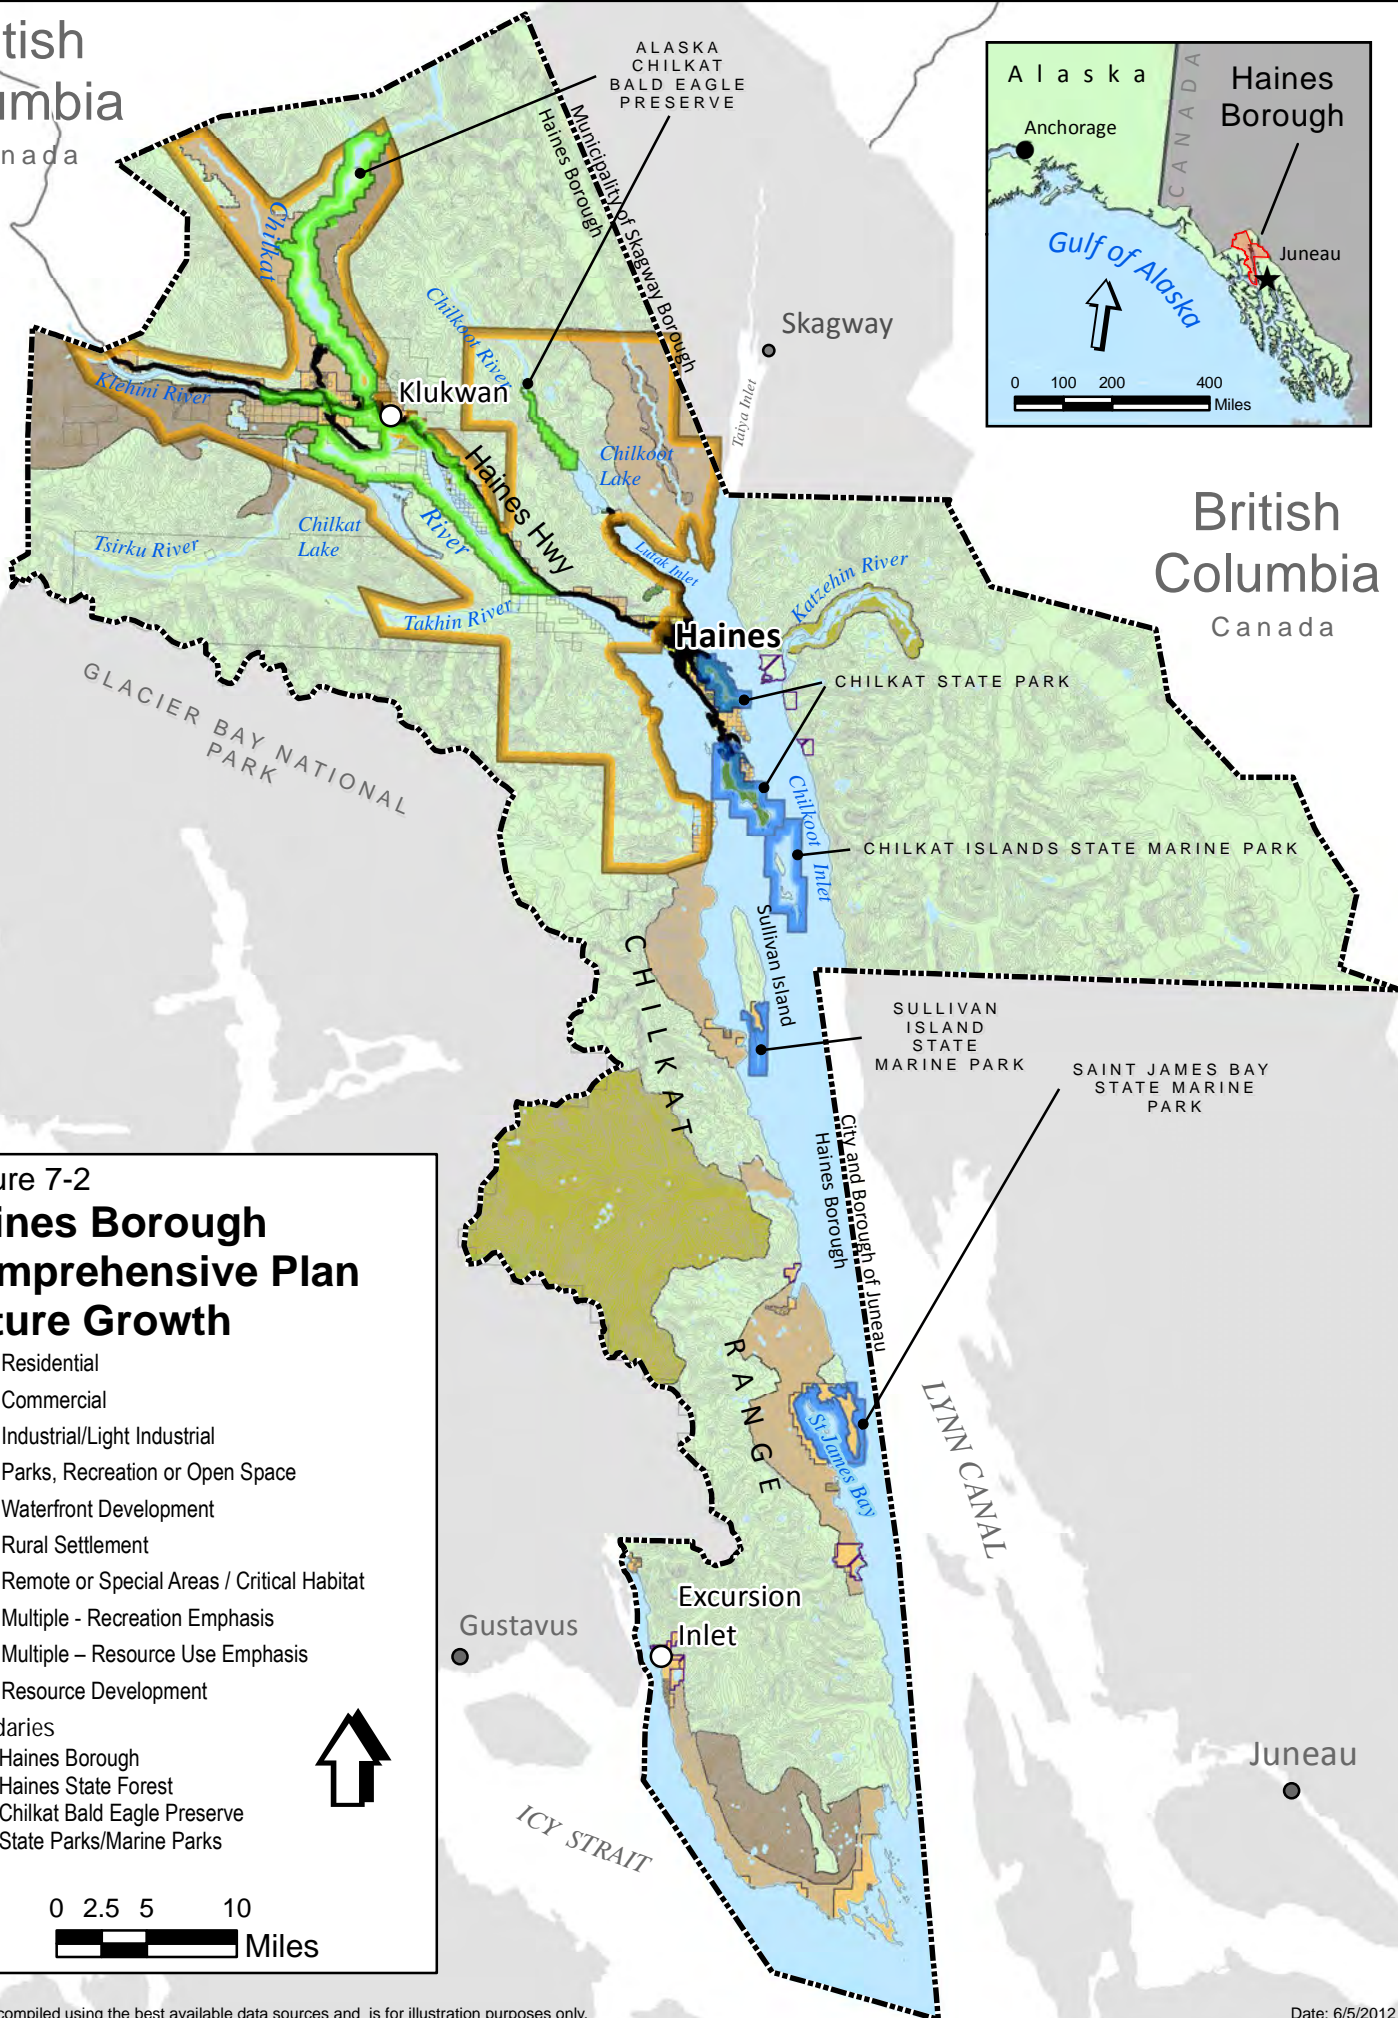 tish
umbia
nada
ALASKA
CHILKAT
BALD EAGLE
PRESERVE
Municipality of Skagway Borough
Haines Borough
Alaska
CANADA
Haines
Borough
Anchorage
Juneau
Gulf of Alaska
0 100 200 400
Miles
Chilkat
Chilkoot River
Skagway
Taiya Inlet
Klehini River
Klukwan
Chilkoot
Lake
Haines Hwy
River
Chilkat
Lake
Tsirku River
Lutak Inlet
Takhin River
Katzehin River
British
Columbia
Canada
Haines
CHILKAT STATE PARK
GLACIER BAY NATIONAL
PARK
Chilkoot Inlet
CHILKAT ISLANDS STATE MARINE PARK
Sullivan Island
CHILKAT
SULLIVAN
ISLAND
STATE
MARINE PARK
SAINT JAMES BAY
STATE MARINE
PARK
City and Borough of Juneau
Haines Borough
RANGE
St James Bay
LYNN CANAL
Excursion
Inlet
Gustavus
Juneau
ICY STRAIT
ure 7-2
ines Borough
mprehensive Plan
ture Growth
Residential
Commercial
Industrial/Light Industrial
Parks, Recreation or Open Space
Waterfront Development
Rural Settlement
Remote or Special Areas / Critical Habitat
Multiple - Recreation Emphasis
Multiple – Resource Use Emphasis
Resource Development
daries
Haines Borough
Haines State Forest
Chilkat Bald Eagle Preserve
State Parks/Marine Parks
0 2.5 5 10
Miles
compiled using the best available data sources and is for illustration purposes only.
Date: 6/5/2012